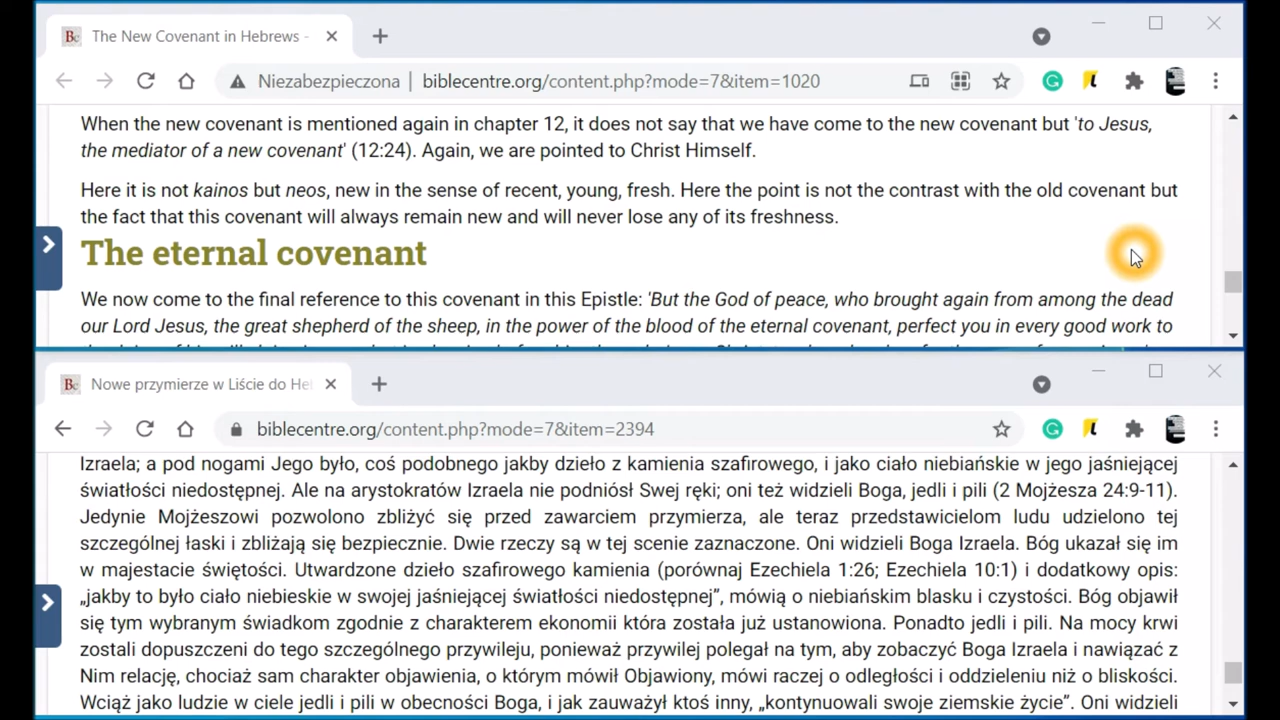 The New Covenant in Hebrews -
Niezabezpieczona | biblecentre.org/content.php?mode=7&item=1020
When the new covenant is mentioned again in chapter 12, it does not say that we have come to the new covenant but 'to Jesus,
the mediator of a new covenant' (12:24). Again, we are pointed to Christ Himself.
Here it is not kainos but neos, new in the sense of recent, young, fresh. Here the point is not the contrast with the old covenant but
the fact that this covenant will always remain new and will never lose any of its freshness.
The eternal covenant
We now come to the final reference to this covenant in this Epistle: 'But the God of peace, who brought again from among the dead
our Lord Jesus, the great shepherd of the sheep, in the power of the blood of the eternal covenant, perfect you in every good work to
Nowe przymierze w Liście do He
biblecentre.org/content.php?mode=7&item=2394
Izraela; a pod nogami Jego było, coś podobnego jakby dzieło z kamienia szafirowego, i jako ciało niebiańskie w jego jaśniejącej
światłości niedostępnej. Ale na arystokratów Izraela nie podniósł Swej ręki; oni też widzieli Boga, jedli i pili (2 Mojżesza 24:9-11).
Jedynie Mojżeszowi pozwolono zbliżyć się przed zawarciem przymierza, ale teraz przedstawicielom ludu udzielono tej
szczególnej łaski i zbliżają się bezpiecznie. Dwie rzeczy są w tej scenie zaznaczone. Oni widzieli Boga Izraela. Bóg ukazał się im
w majestacie świętości. Utwardzone dzieło szafirowego kamienia (porównaj Ezechiela 1:26; Ezechiela 10:1) i dodatkowy opis:
„jakby to było ciało niebieskie w swojej jaśniejącej światłości niedostępnej”, mówią o niebiańskim blasku i czystości. Bóg objawił
się tym wybranym świadkom zgodnie z charakterem ekonomii która została już ustanowiona. Ponadto jedli i pili. Na mocy krwi
zostali dopuszczeni do tego szczególnego przywileju, ponieważ przywilej polegał na tym, aby zobaczyć Boga Izraela i nawiązać z
Nim relację, chociaż sam charakter objawienia, o którym mówił Objawiony, mówi raczej o odległości i oddzieleniu niż o bliskości.
Wciąż jako ludzie w ciele jedli i pili w obecności Boga, i jak zauważył ktoś inny, „kontynuowali swoje ziemskie życie”. Oni widzieli